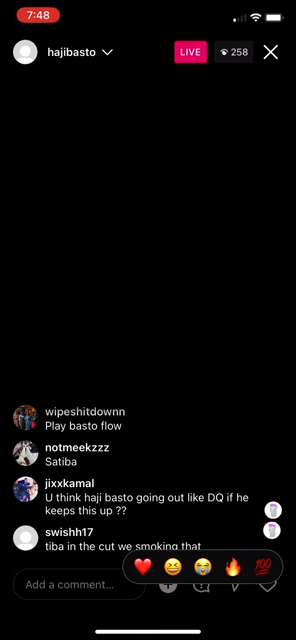 7:48
hajibasto
LIVE
258
wipeshitdownn
Play basto flow
notmeekzzz
Satiba
jixxkamal
U think haji basto going out like DQ if he
keeps this up ??
swishh17
tiba in the cut we smoking that
Add a comment...